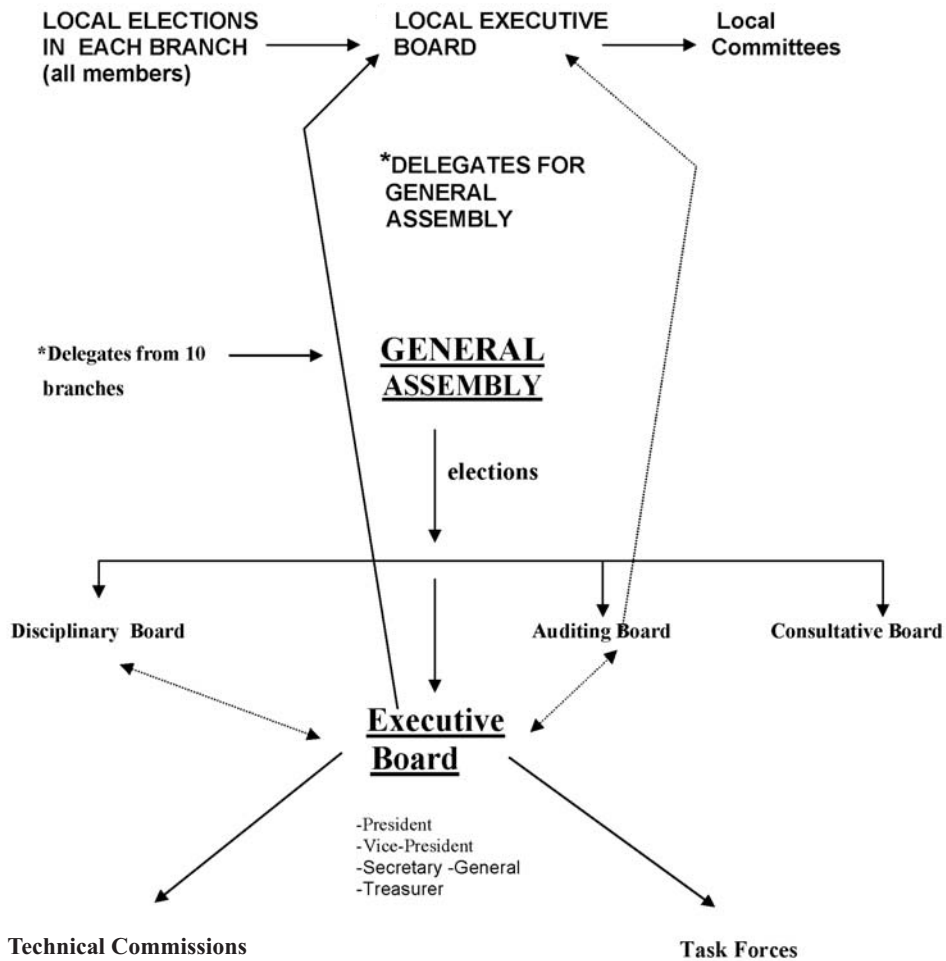 LOCAL ELECTIONS
IN EACH BRANCH
(all members)
LOCAL EXECUTIVE
BOARD
Local
Committees
*DELEGATES FOR
GENERAL
ASSEMBLY
*Delegates from 10
branches
GENERAL
ASSEMBLY
elections
Disciplinary Board
Auditing Board
Consultative Board
Executive
Board
-President
-Vice-President
-Secretary -General
-Treasurer
Technical Commissions
Task Forces